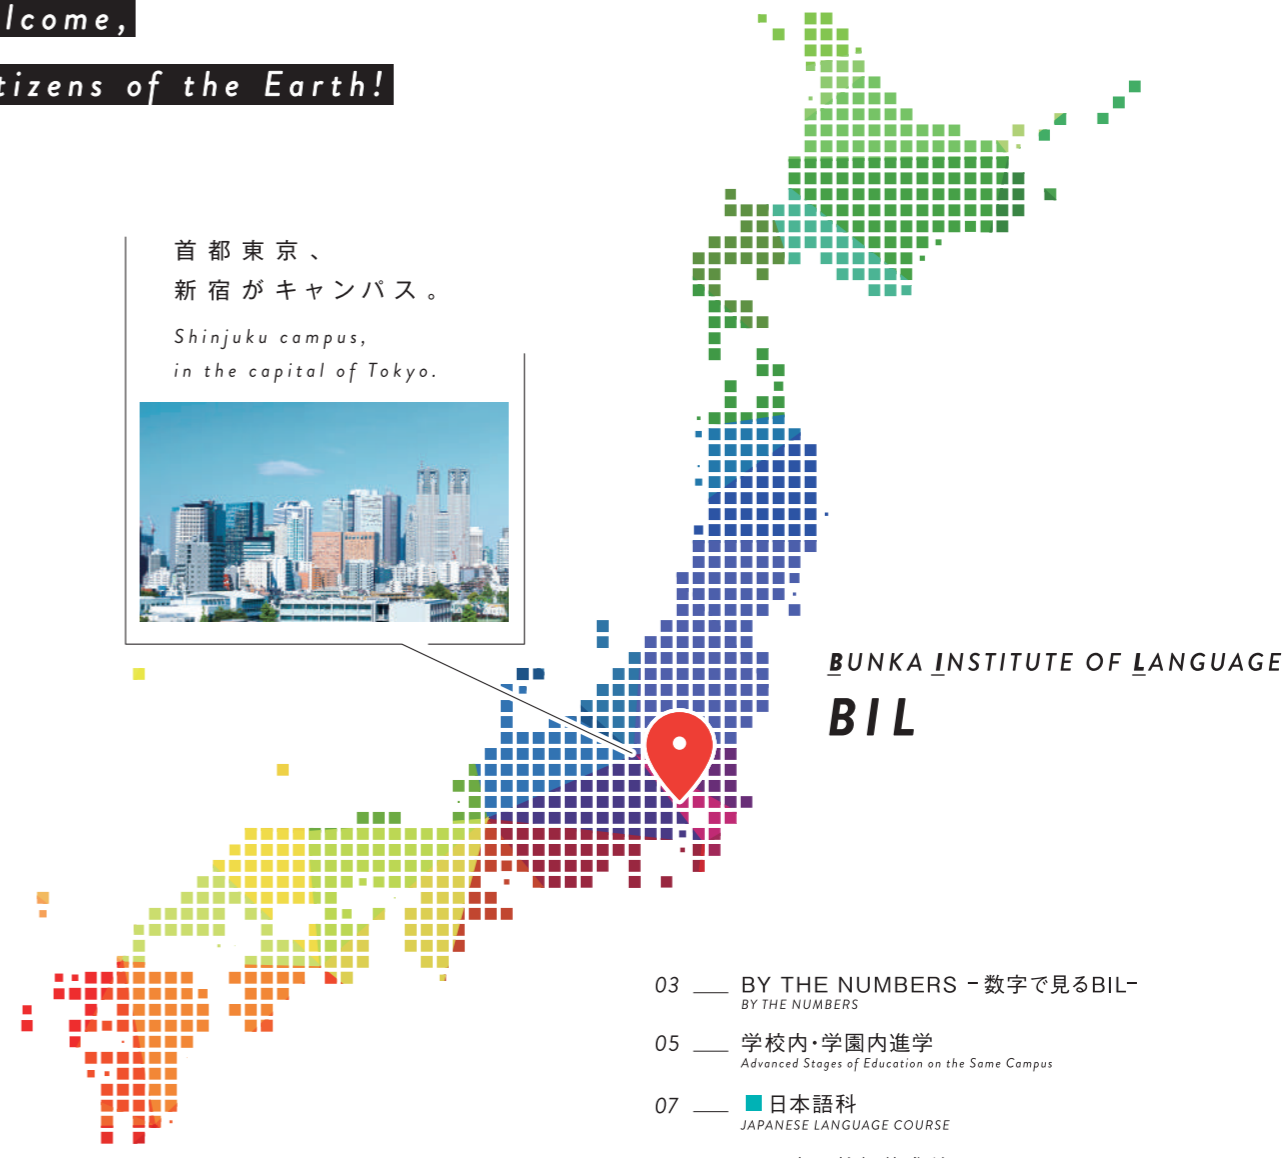 lcome,
tizens of the Earth!
首都東京、
新宿がキャンパス。
Shinjuku campus,
in the capital of Tokyo.
BUNKA INSTITUTE OF LANGUAGE
BIL
03 BY THE NUMBERS -数字で見るBIL-
BY THE NUMBERS
05 学校内・学園内進学
Advanced Stages of Education on the Same Campus
07 日本語科
JAPANESE LANGUAGE COURSE